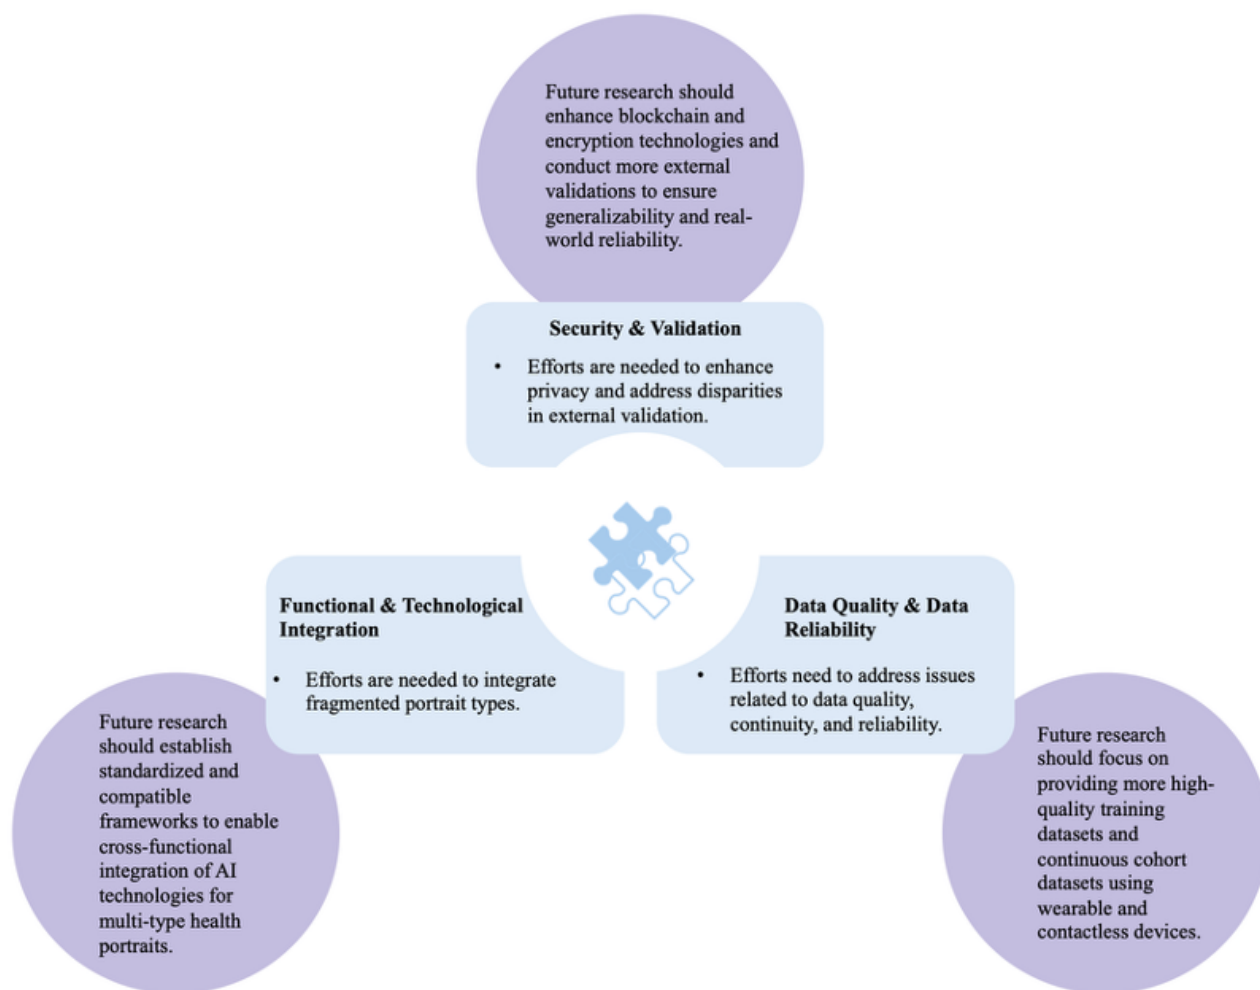 Future research should
enhance blockchain and
encryption technologies and
conduct more external
validations to ensure
generalizability and real-
world reliability.
Security & Validation
• Efforts are needed to enhance
privacy and address disparities
in external validation.
Functional & Technological
Integration
• Efforts are needed to integrate
fragmented portrait types.
Future research
should establish
standardized and
compatible
frameworks to enable
cross-functional
integration of AI
technologies for
multi-type health
portraits.
Data Quality & Data
Reliability
• Efforts need to address issues
related to data quality,
continuity, and reliability.
Future research
should focus on
providing more high-
quality training
datasets and
continuous cohort
datasets using
wearable and
contactless devices.